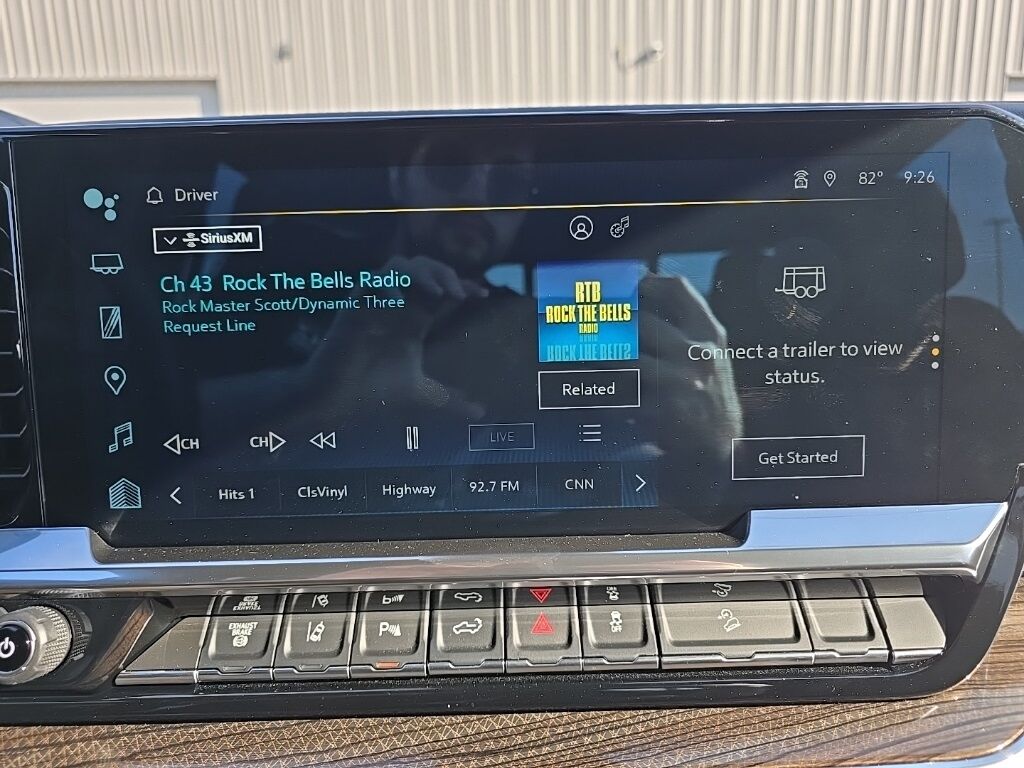 Driver
82° 9:26
SiriusXM
Ch 43 Rock The Bells Radio
Rock Master Scott/Dynamic Three
Request Line
RTB
ROCK THE BELLS
RADIO
Related
Connect a trailer to view
status.
Get Started
CH
CH
LIVE
Hits 1
ClsVinyl
Highway
92.7 FM
CNN
EXHAUST
BRAKE
P